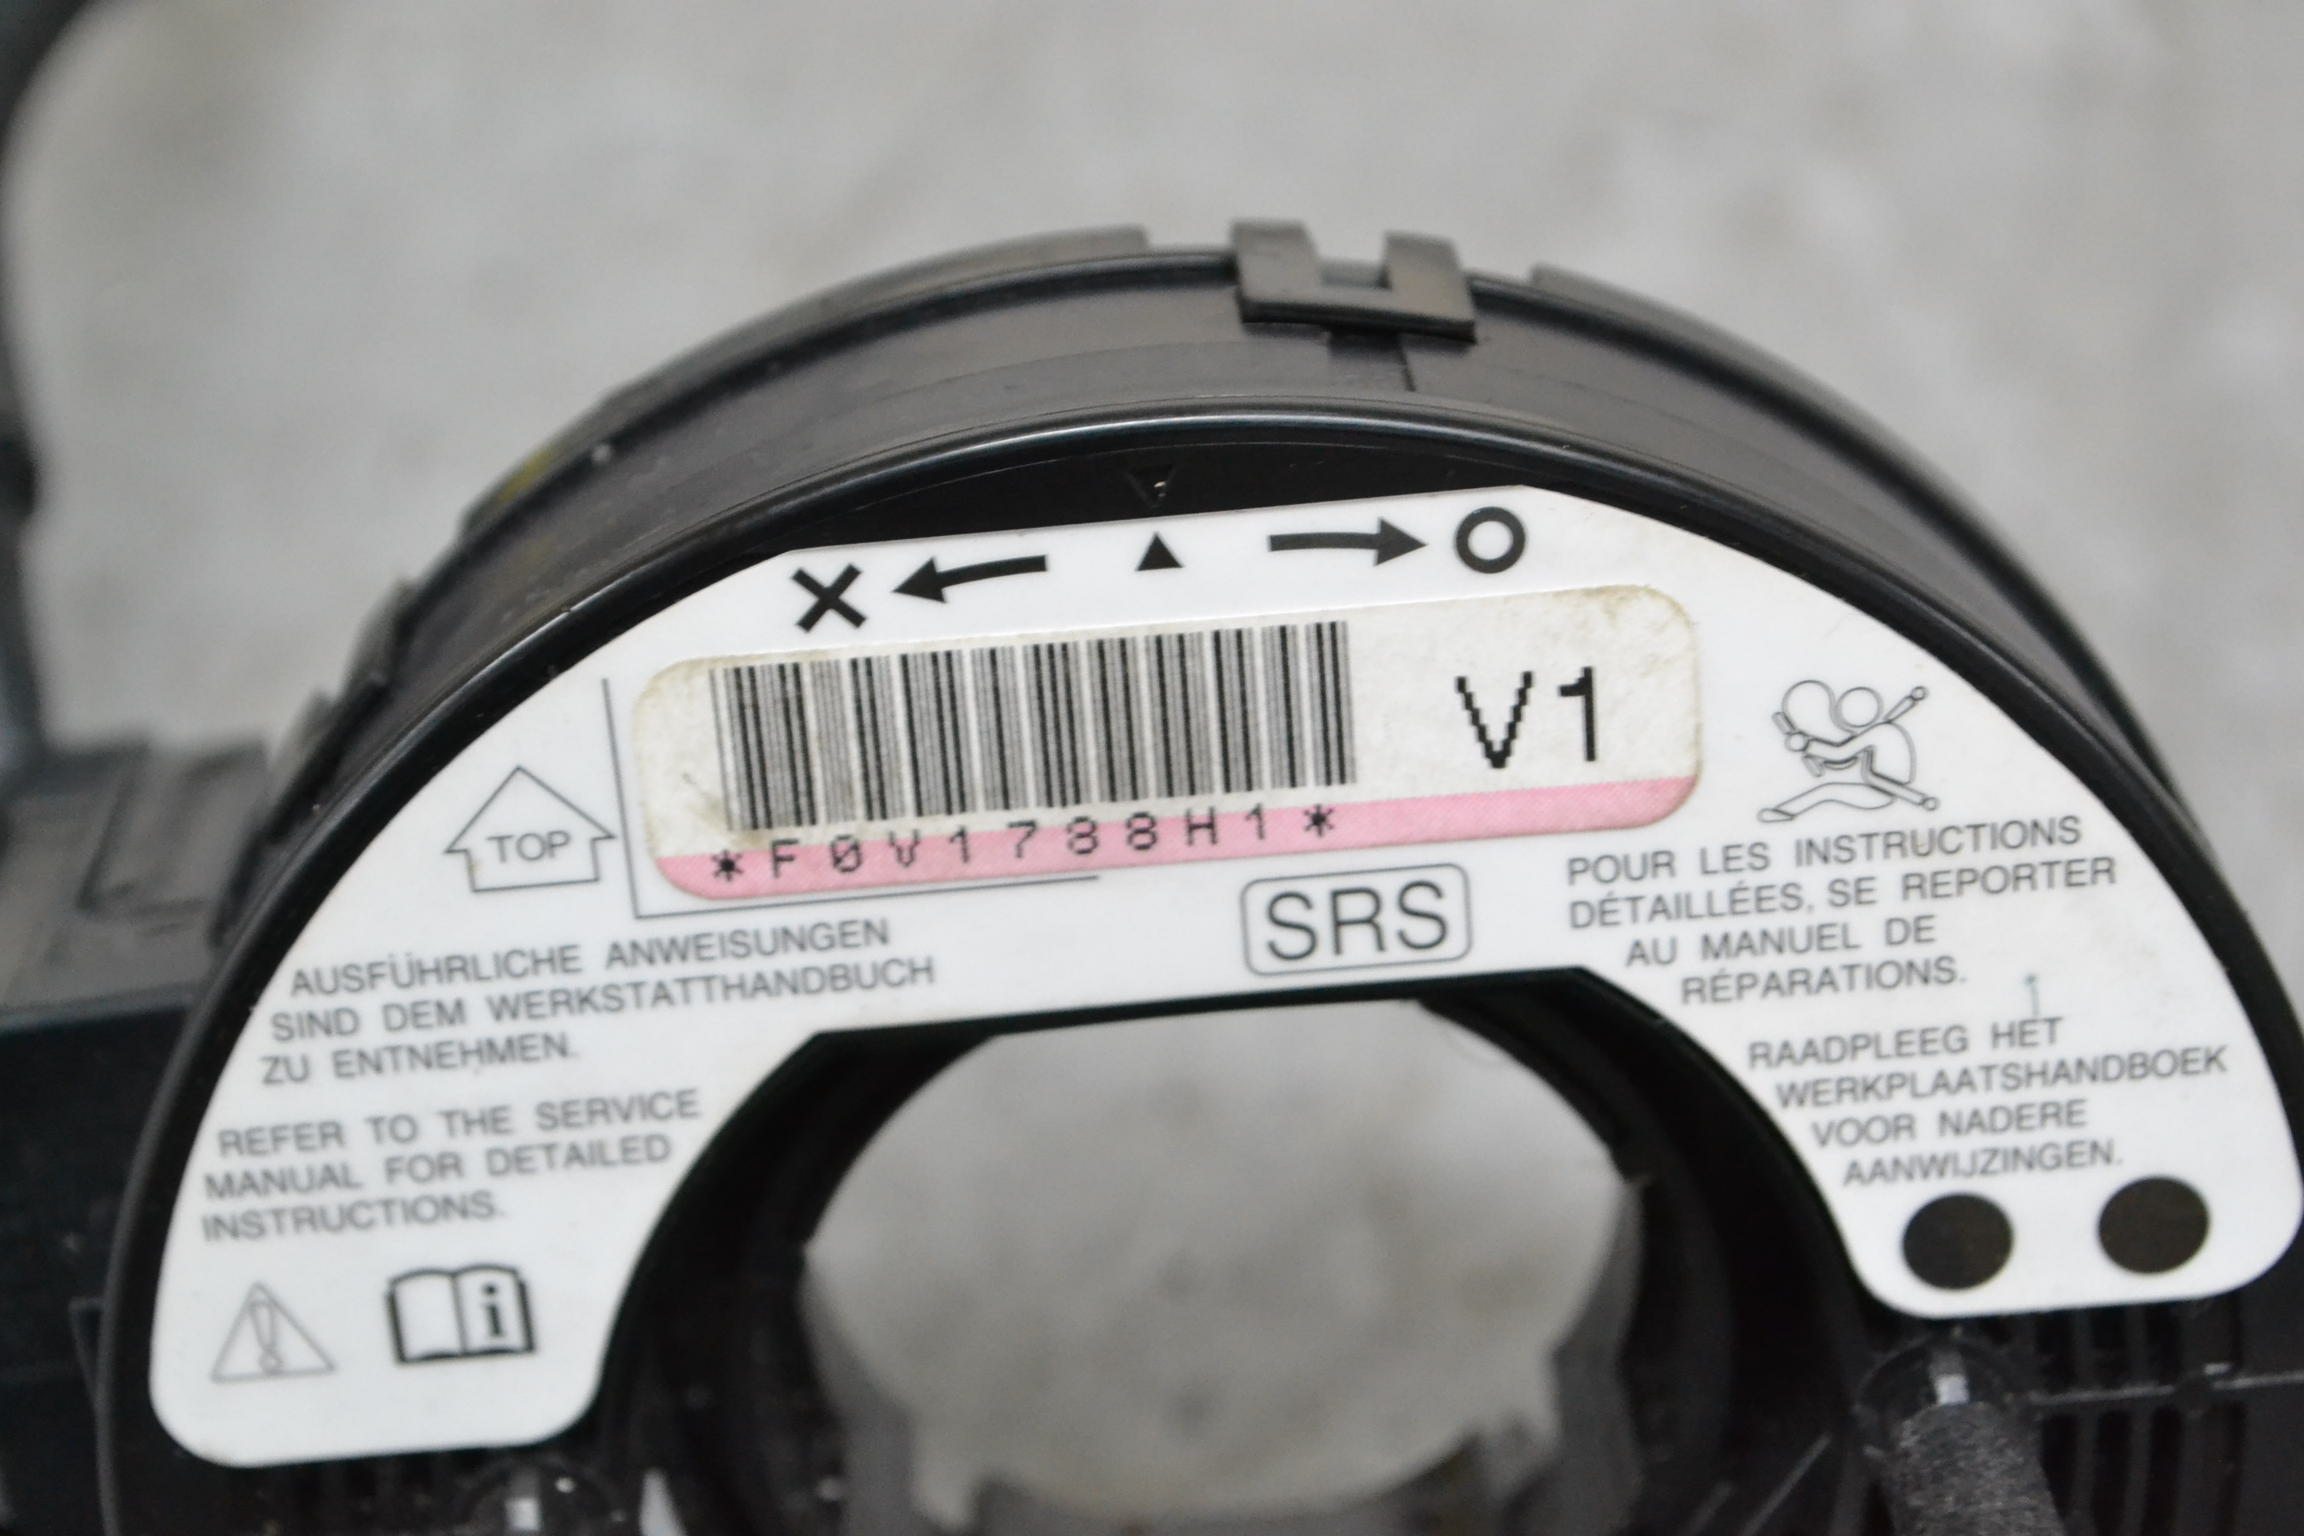 V1
*F0V1788H1*
TOP
SRS
AUSFÜHRLICHE ANWEISUNGEN
SIND DEM WERKSTATTHANDBUCH
ZU ENTNEHMEN.
REFER TO THE SERVICE
MANUAL FOR DETAILED
INSTRUCTIONS.
POUR LES INSTRUCTIONS
DÉTAILLÉES, SE REPORTER
AU MANUEL DE
RÉPARATIONS.
RAADPLEEG HET
WERKPLAATSHANDBOEK
VOOR NADERE
AANWIJZINGEN.